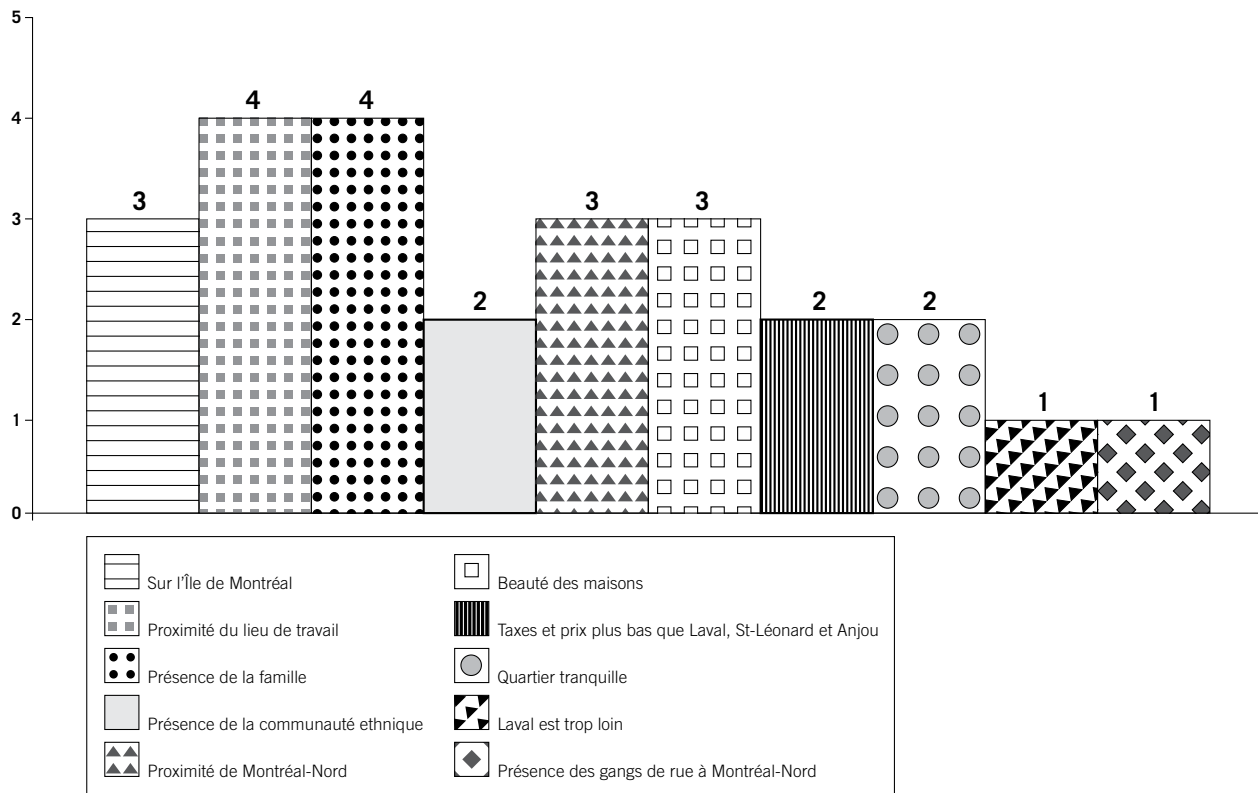 5
4
3
2
1
0
3
4
4
2
3
3
2
2
1
1
Sur l'Île de Montréal
Proximité du lieu de travail
Présence de la famille
Présence de la communauté ethnique
Proximité de Montréal-Nord
Beauté des maisons
Taxes et prix plus bas que Laval, St-Léonard et Anjou
Quartier tranquille
Laval est trop loin
Présence des gangs de rue à Montréal-Nord